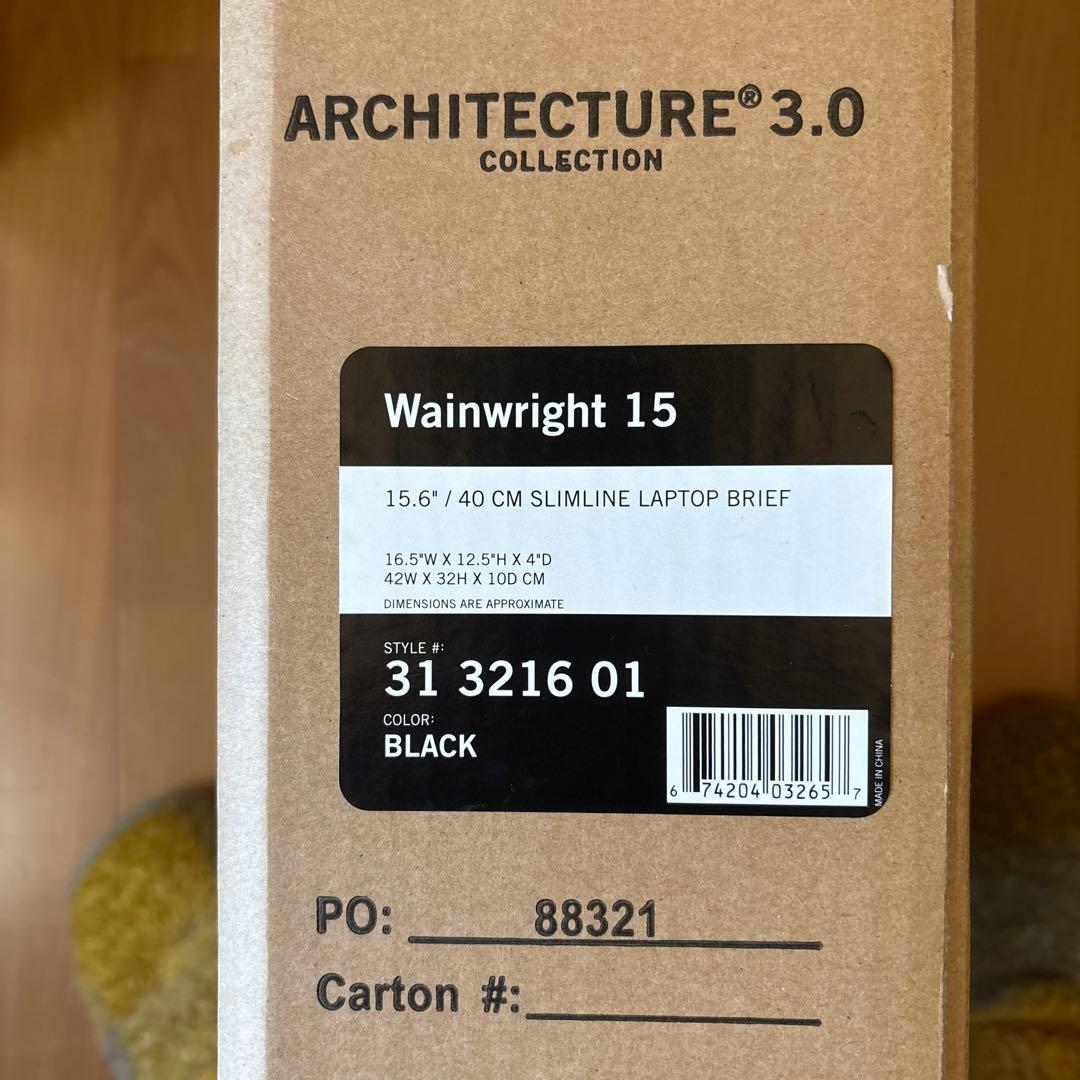 ARCHITECTURE® 3.0
COLLECTION
Wainwright 15
15.6" / 40 CM SLIMLINE LAPTOP BRIEF
16.5"W X 12.5"H X 4"D
42W X 32H X 10D CM
DIMENSIONS ARE APPROXIMATE
STYLE #:
31 3216 01
COLOR:
BLACK
6 74204 03265 7
MADE IN CHINA
PO: 88321
Carton #: